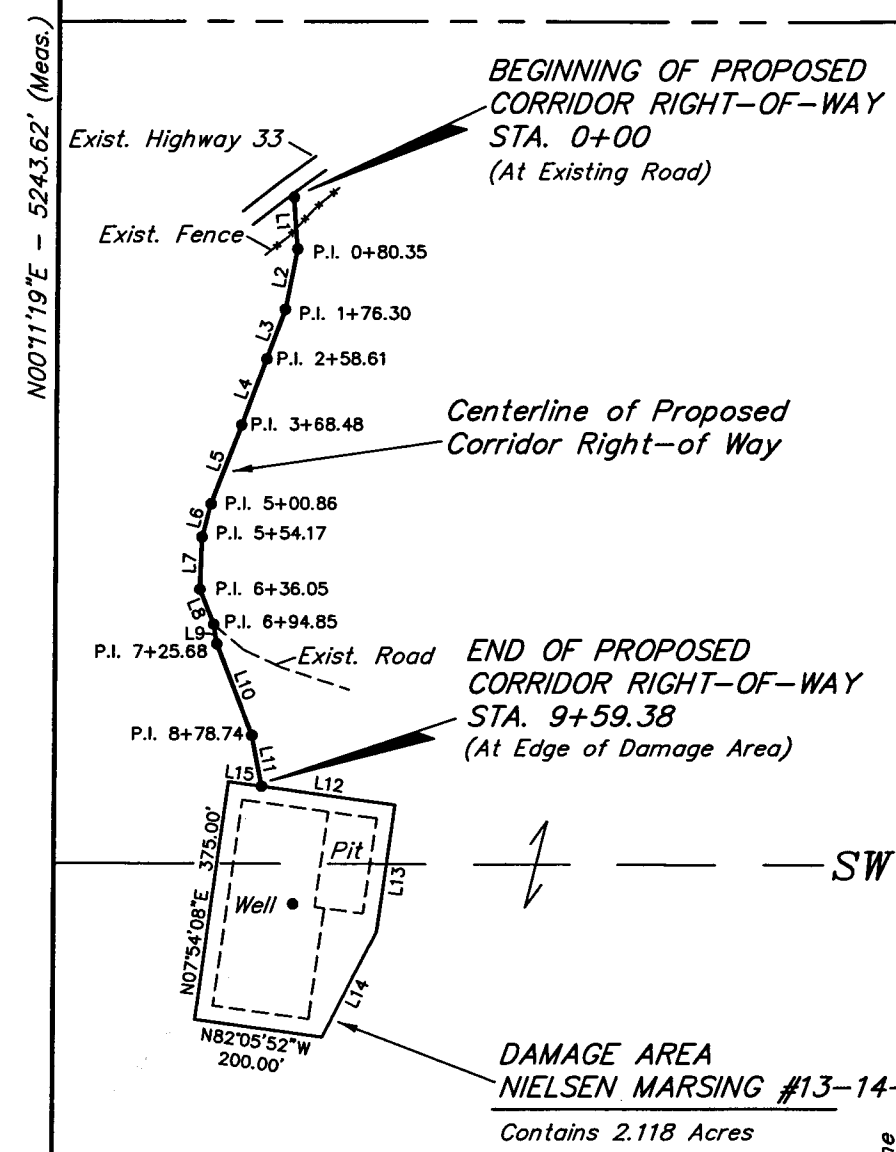 N00°11'19"E – 5243.62' (Meas.)
BEGINNING OF PROPOSED
CORRIDOR RIGHT–OF–WAY
STA. 0+00
(At Existing Road)
Exist. Highway 33
Exist. Fence
L1
P.I. 0+80.35
L2
P.I. 1+76.30
L3
P.I. 2+58.61
L4
P.I. 3+68.48
Centerline of Proposed
Corridor Right–of Way
L5
P.I. 5+00.86
L6
P.I. 5+54.17
L7
P.I. 6+36.05
L8
P.I. 6+94.85
L9
P.I. 7+25.68
Exist. Road
L10
END OF PROPOSED
CORRIDOR RIGHT–OF–WAY
STA. 9+59.38
(At Edge of Damage Area)
P.I. 8+78.74
L11
L15
L12
N07°54'08"E 375.00'
Pit
SW
L13
Well
L14
N82°05'52"W
200.00'
DAMAGE AREA
NIELSEN MARSING #13–14–
Contains 2.118 Acres